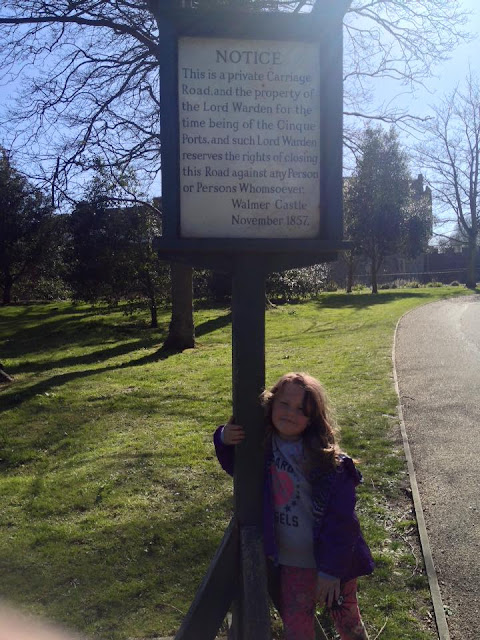 NOTICE
This is a private Carriage
Road, and the property of
the Lord Warden for the
time being of the Cinque
Ports, and such Lord Warden
reserves the rights of closing
this Road against any Person
or Persons Whomsoever.
Walmer Castle
November 1857.